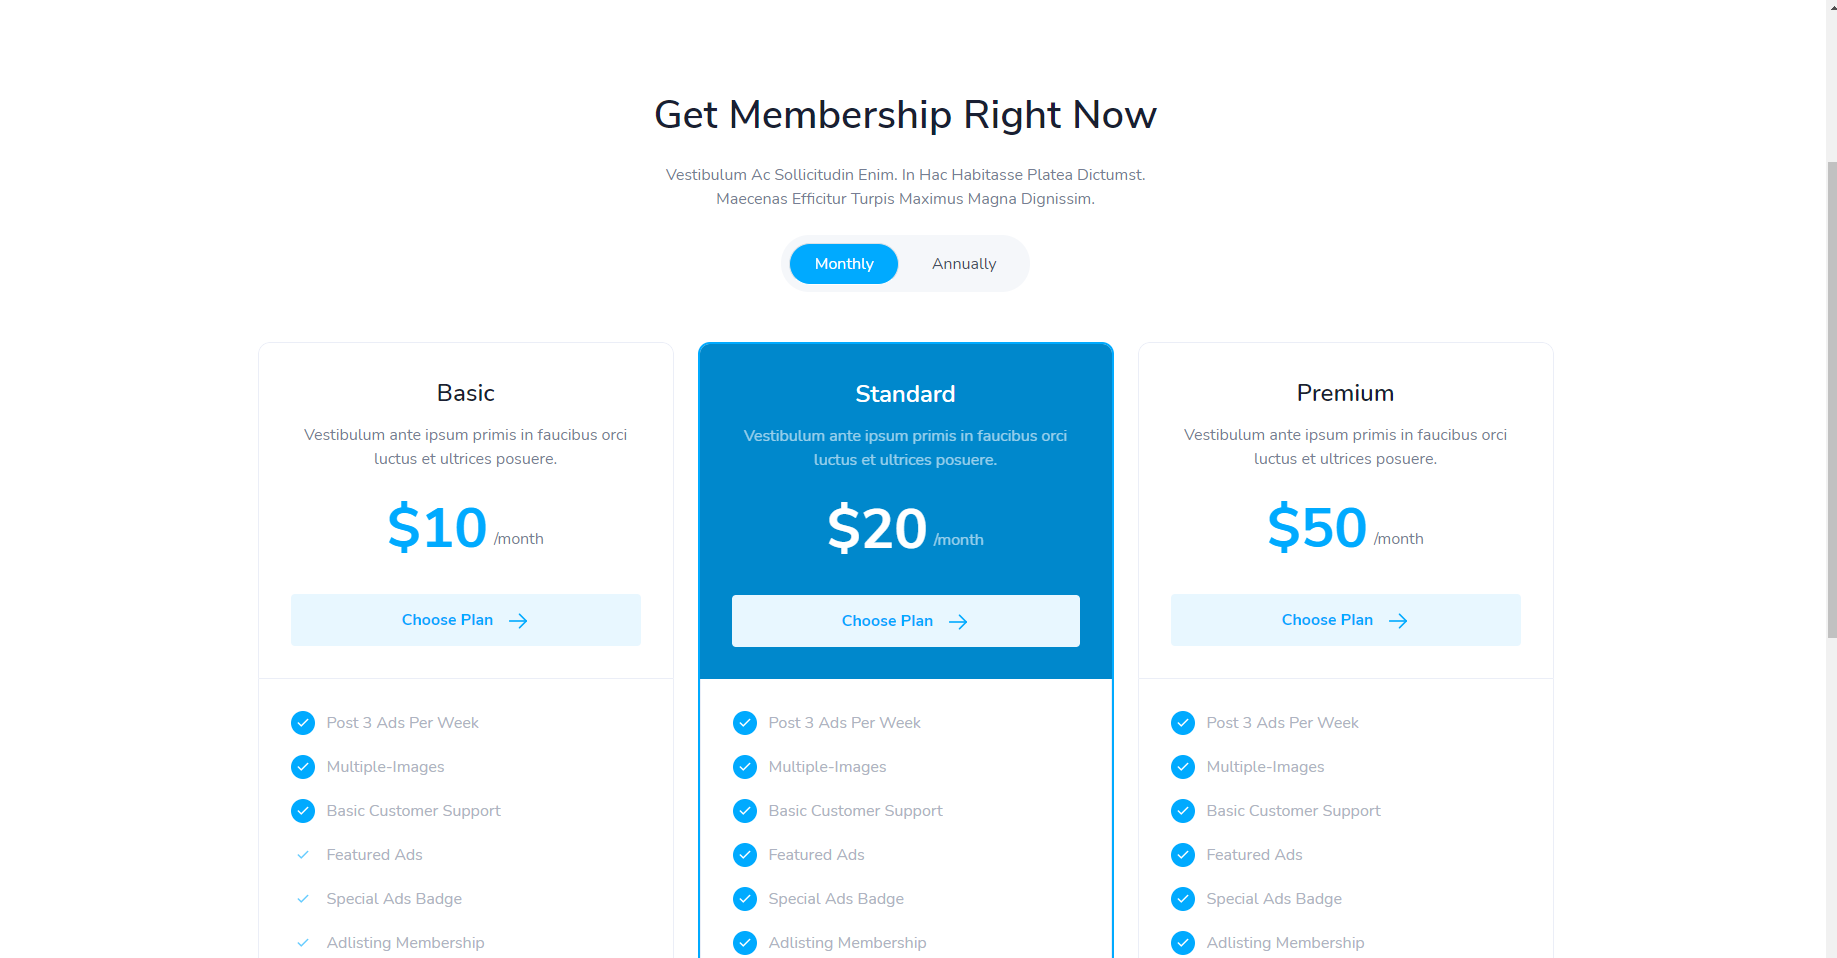 Get Membership Right Now
Vestibulum Ac Sollicitudin Enim. In Hac Habitasse Platea Dictumst.
Maecenas Efficitur Turpis Maximus Magna Dignissim.
Monthly
Annually
Basic
Vestibulum ante ipsum primis in faucibus orci
luctus et ultrices posuere.
$10 /month
Choose Plan
Post 3 Ads Per Week
Multiple-Images
Basic Customer Support
Featured Ads
Special Ads Badge
Adlisting Membership
Standard
Vestibulum ante ipsum primis in faucibus orci
luctus et ultrices posuere.
$20 /month
Choose Plan
Post 3 Ads Per Week
Multiple-Images
Basic Customer Support
Featured Ads
Special Ads Badge
Adlisting Membership
Premium
Vestibulum ante ipsum primis in faucibus orci
luctus et ultrices posuere.
$50 /month
Choose Plan
Post 3 Ads Per Week
Multiple-Images
Basic Customer Support
Featured Ads
Special Ads Badge
Adlisting Membership